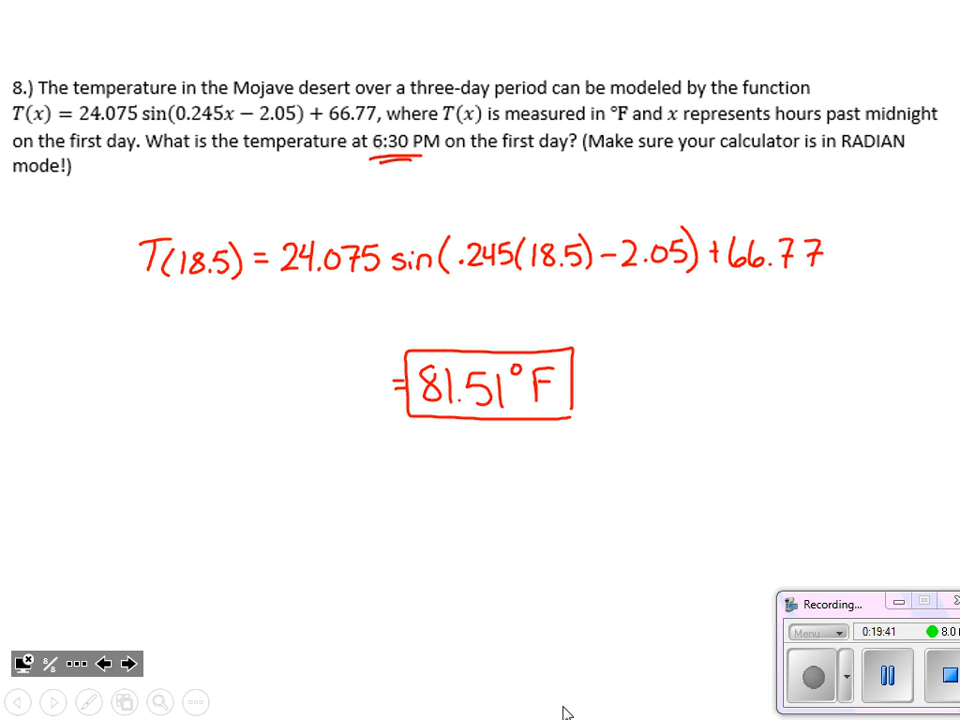 8.) The temperature in the Mojave desert over a three-day period can be modeled by the function
T(x) = 24.075 sin(0.245x − 2.05) + 66.77, where T(x) is measured in °F and x represents hours past midnight
on the first day. What is the temperature at 6:30 PM on the first day? (Make sure your calculator is in RADIAN
mode!)
T(18.5) = 24.075 sin(.245(18.5) − 2.05) + 66.77
= 81.51°F
Recording...
Menu 0:19:41 8.0
8/8